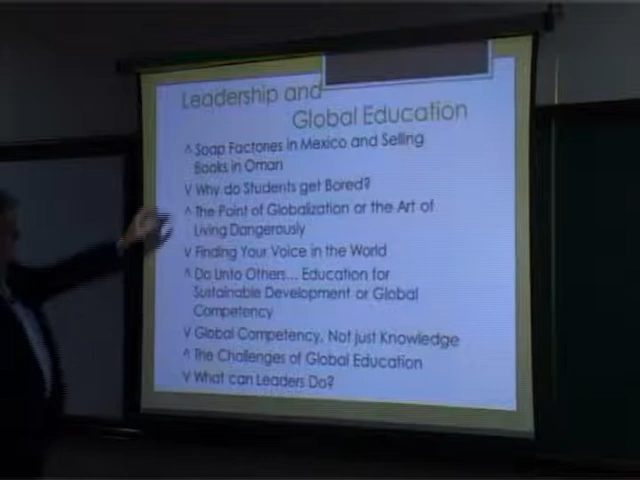 Leadership and
Global Education
^ Soap Factories in Mexico and Selling
Books in Oman
v Why do Students get Bored?
^ The Point of Globalization or the Art of
Living Dangerously
v Finding Your Voice in the World
^ Do Unto Others... Education for
Sustainable Development or Global
Competency
v Global Competency, Not just Knowledge
^ The Challenges of Global Education
v What can Leaders Do?